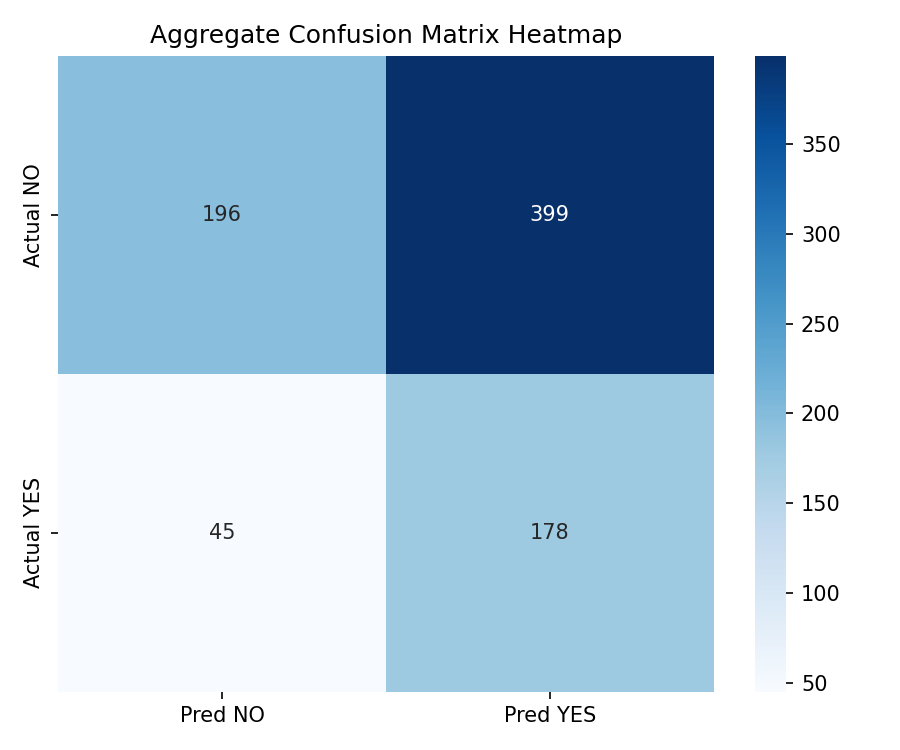 Aggregate Confusion Matrix Heatmap
Actual NO
196
399
Actual YES
45
178
Pred NO
Pred YES
350
300
250
200
150
100
50